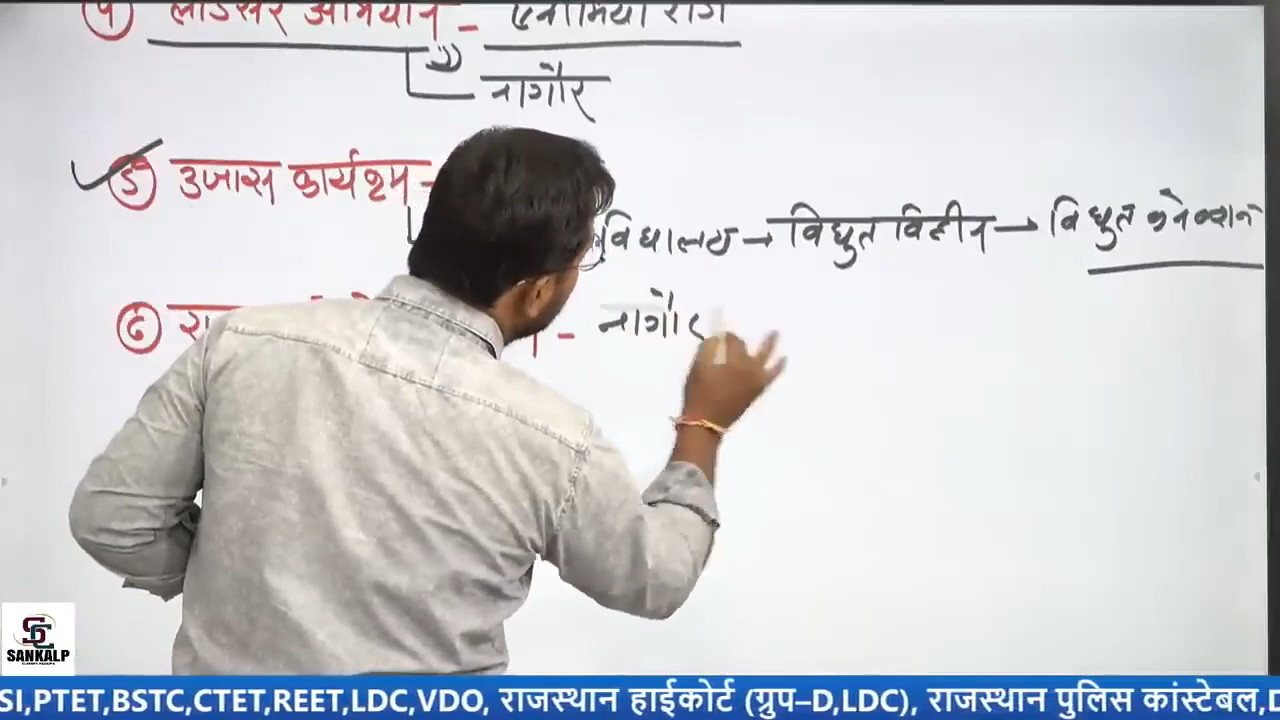 लाडेसर अभियान - एनीमिया रोग
नागौर
5 उजास कार्यक्रम -
विद्यालय → विद्युत विहीन → विद्युत कनेक्शन
6 - नागौर
SC
SANKALP
SI,PTET,BSTC,CTET,REET,LDC,VDO, राजस्थान हाईकोर्ट (ग्रुप–D,LDC), राजस्थान पुलिस कांस्टेबल,